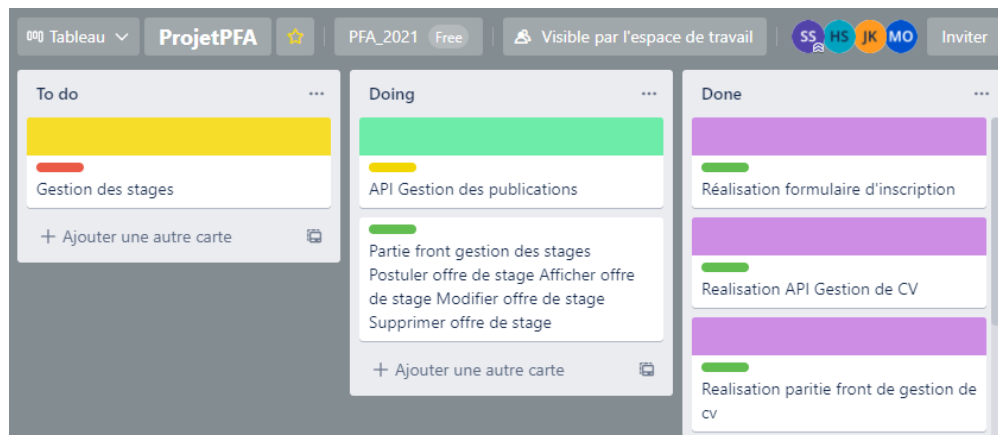 Tableau
ProjetPFA
PFA_2021 Free
Visible par l'espace de travail
SS HS JK MO
Inviter
To do
Gestion des stages
+ Ajouter une autre carte
Doing
API Gestion des publications
Partie front gestion des stages
Postuler offre de stage Afficher offre
de stage Modifier offre de stage
Supprimer offre de stage
+ Ajouter une autre carte
Done
Réalisation formulaire d'inscription
Realisation API Gestion de CV
Realisation paritie front de gestion de
cv